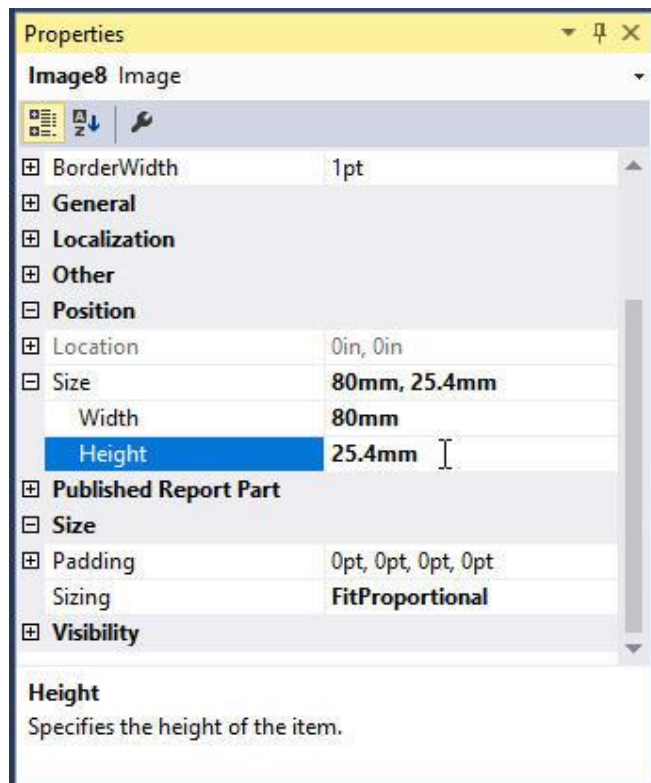 Properties
Image8 Image
BorderWidth 1pt
General
Localization
Other
Position
Location 0in, 0in
Size 80mm, 25.4mm
Width 80mm
Height 25.4mm
Published Report Part
Size
Padding 0pt, 0pt, 0pt, 0pt
Sizing FitProportional
Visibility
Height
Specifies the height of the item.